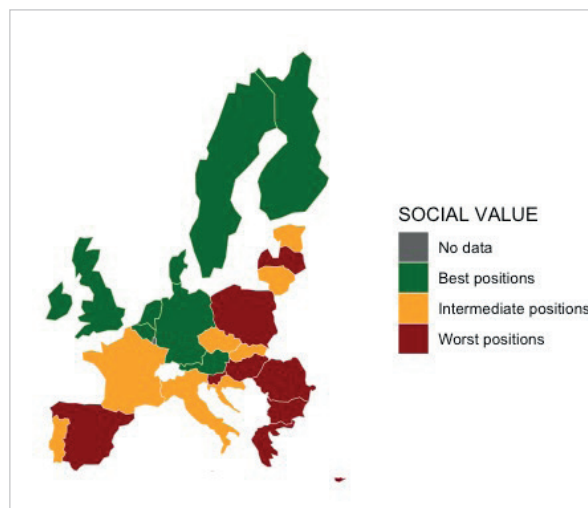 SOCIAL VALUE
No data
Best positions
Intermediate positions
Worst positions